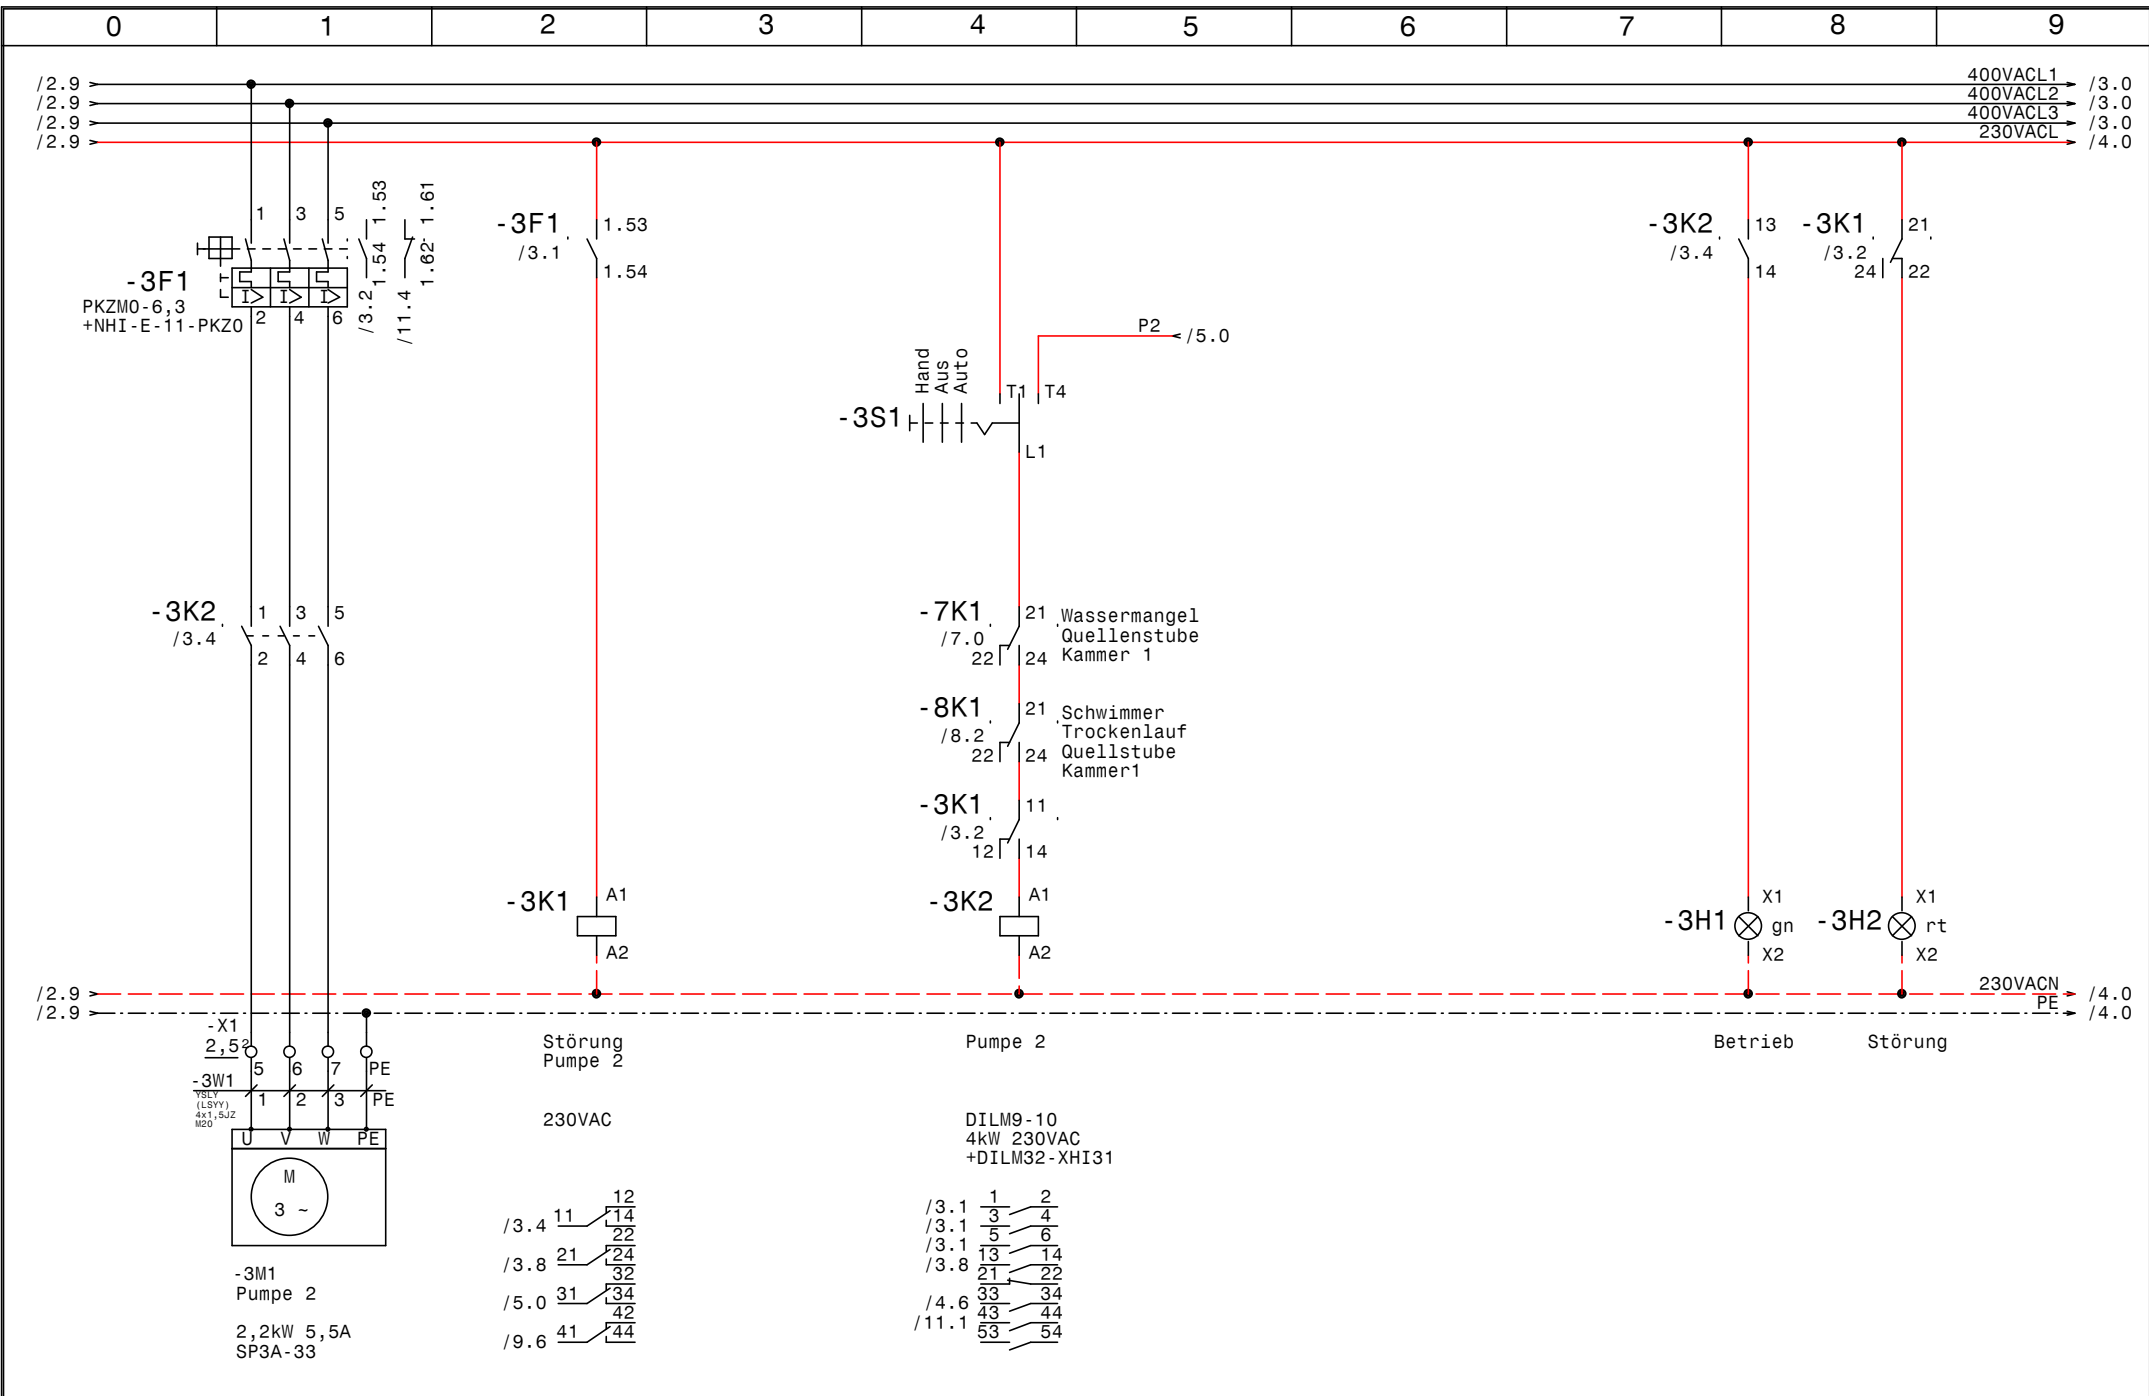 0 1 2 3 4 5 6 7 8 9
/2.9 400VACL1 /3.0
/2.9 400VACL2 /3.0
/2.9 400VACL3 /3.0
/2.9 230VACL /4.0
1 3 5
1.53
1.54
1.61
1.62
/3.2
/11.4
-3F1
PKZM0-6,3
+NHI-E-11-PKZ0
2 4 6
-3F1
/3.1
1.53
1.54
-3K2
/3.4
13
14
-3K1
/3.2
21
24 22
P2 /5.0
Hand
Aus
Auto
T1 T4
-3S1
L1
-3K2
/3.4
1 3 5
2 4 6
-7K1
/7.0
21
22 24
Wassermangel
Quellenstube
Kammer 1
-8K1
/8.2
21
22 24
Schwimmer
Trockenlauf
Quellstube
Kammer1
-3K1
/3.2
11
12 14
-3K1
A1
A2
-3K2
A1
A2
-3H1
X1
gn
X2
-3H2
X1
rt
X2
/2.9 230VACN /4.0
/2.9 PE /4.0
-X1
2,5²
5 6 7 PE
-3W1
YSLY
(LSYY)
4x1,5JZ
M20
1 2 3 PE
U V W PE
M
3 ~
-3M1
Pumpe 2
2,2kW 5,5A
SP3A-33
Störung
Pumpe 2
230VAC
12
/3.4 11 14
22
/3.8 21 24
32
/5.0 31 34
42
/9.6 41 44
Pumpe 2
DILM9-10
4kW 230VAC
+DILM32-XHI31
/3.1 1 2
/3.1 3 4
/3.1 5 6
/3.8 13 14
21 22
/4.6 33 34
/11.1 43 44
53 54
Betrieb
Störung